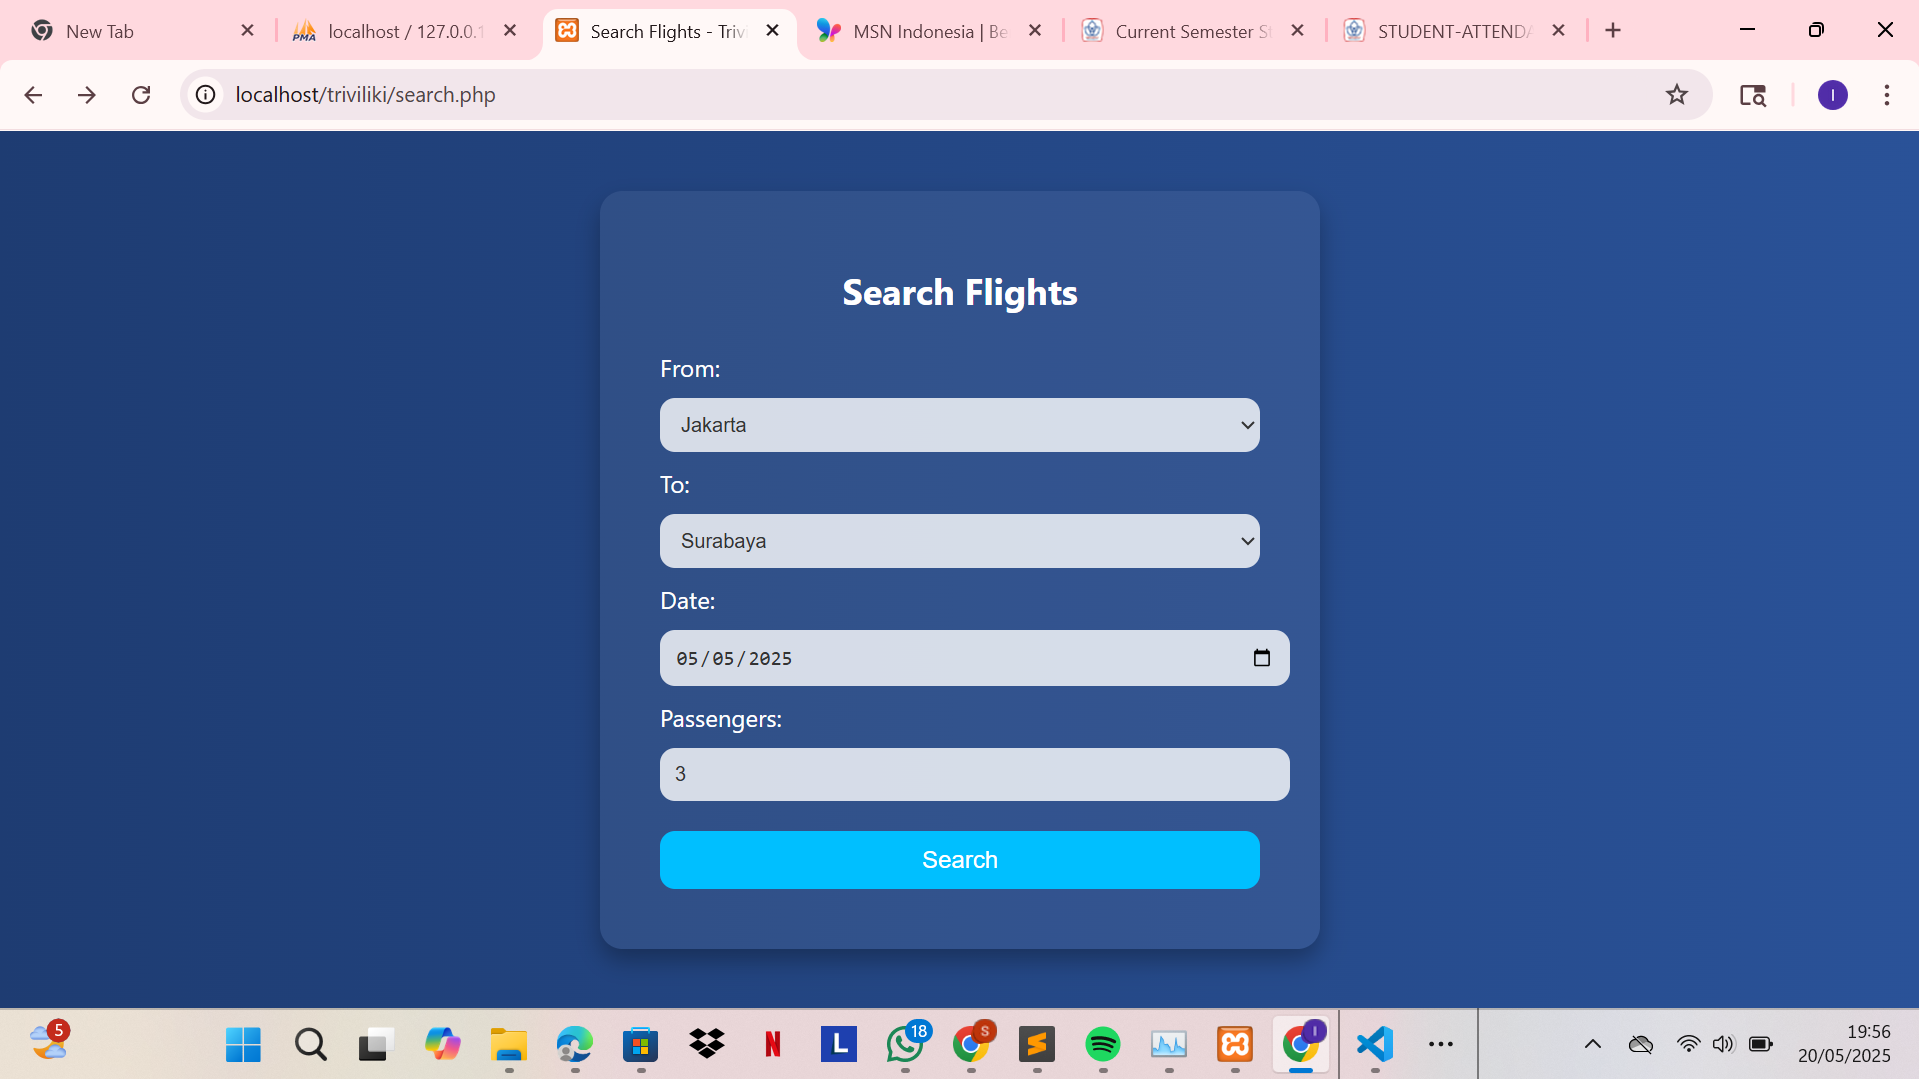 New Tab
localhost / 127.0.0.1
Search Flights - Trivi
MSN Indonesia | Be
Current Semester St
STUDENT-ATTENDA
localhost/triviliki/search.php
I
Search Flights
From:
Jakarta
To:
Surabaya
Date:
05/05/2025
Passengers:
3
Search
5
PMA
N
L
18
S
I
19:56
20/05/2025